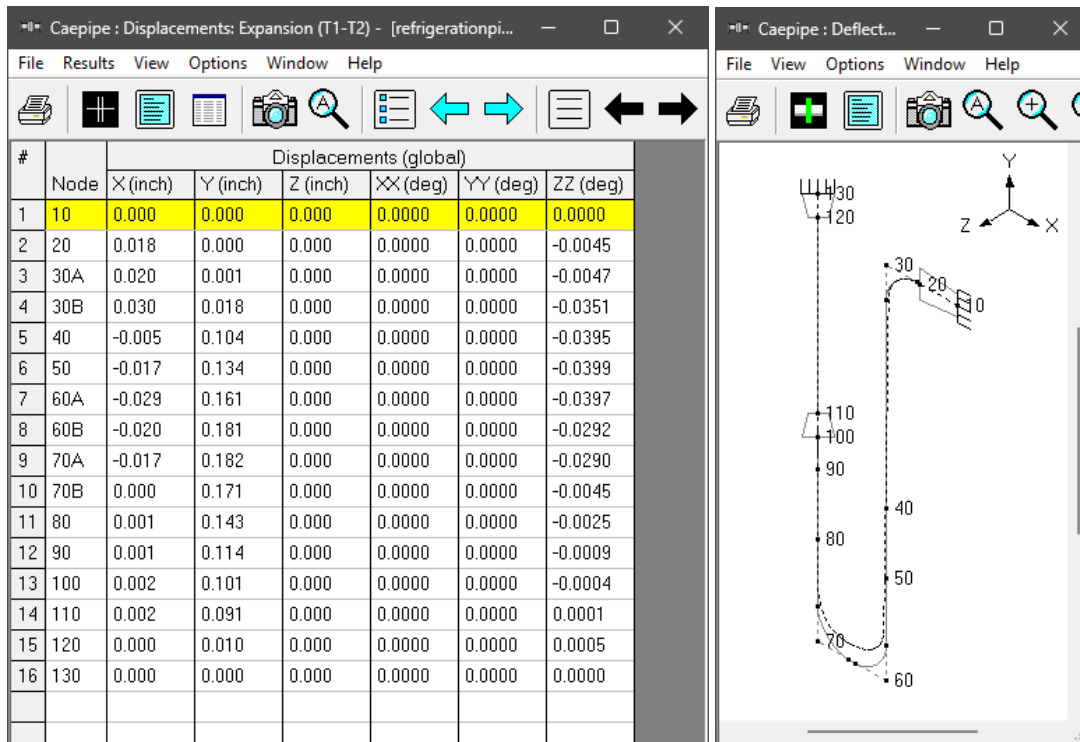 Caepipe : Displacements: Expansion (T1-T2) - [refrigerationpi...
File Results View Options Window Help
# Displacements (global)
Node X (inch) Y (inch) Z (inch) XX (deg) YY (deg) ZZ (deg)
1 10 0.000 0.000 0.000 0.0000 0.0000 0.0000
2 20 0.018 0.000 0.000 0.0000 0.0000 -0.0045
3 30A 0.020 0.001 0.000 0.0000 0.0000 -0.0047
4 30B 0.030 0.018 0.000 0.0000 0.0000 -0.0351
5 40 -0.005 0.104 0.000 0.0000 0.0000 -0.0395
6 50 -0.017 0.134 0.000 0.0000 0.0000 -0.0399
7 60A -0.029 0.161 0.000 0.0000 0.0000 -0.0397
8 60B -0.020 0.181 0.000 0.0000 0.0000 -0.0292
9 70A -0.017 0.182 0.000 0.0000 0.0000 -0.0290
10 70B 0.000 0.171 0.000 0.0000 0.0000 -0.0045
11 80 0.001 0.143 0.000 0.0000 0.0000 -0.0025
12 90 0.001 0.114 0.000 0.0000 0.0000 -0.0009
13 100 0.002 0.101 0.000 0.0000 0.0000 -0.0004
14 110 0.002 0.091 0.000 0.0000 0.0000 0.0001
15 120 0.000 0.010 0.000 0.0000 0.0000 0.0005
16 130 0.000 0.000 0.000 0.0000 0.0000 0.0000
Caepipe : Deflect...
File View Options Window Help
Y
130
120
Z X
30
20
10
110
100
90
40
80
50
70
60